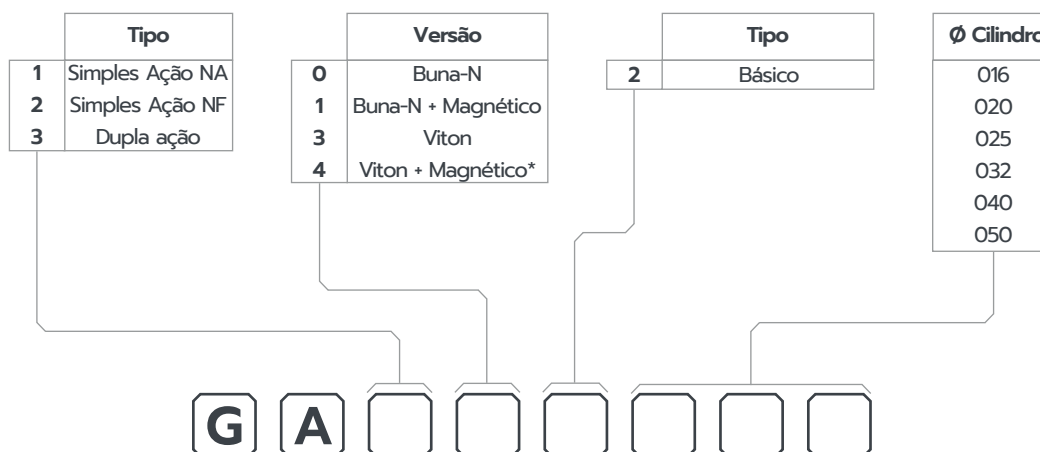 Tipo
1 Simples Ação NA
2 Simples Ação NF
3 Dupla ação
Versão
0 Buna-N
1 Buna-N + Magnético
3 Viton
4 Viton + Magnético*
Tipo
2 Básico
Ø Cilindro
016
020
025
032
040
050
G A